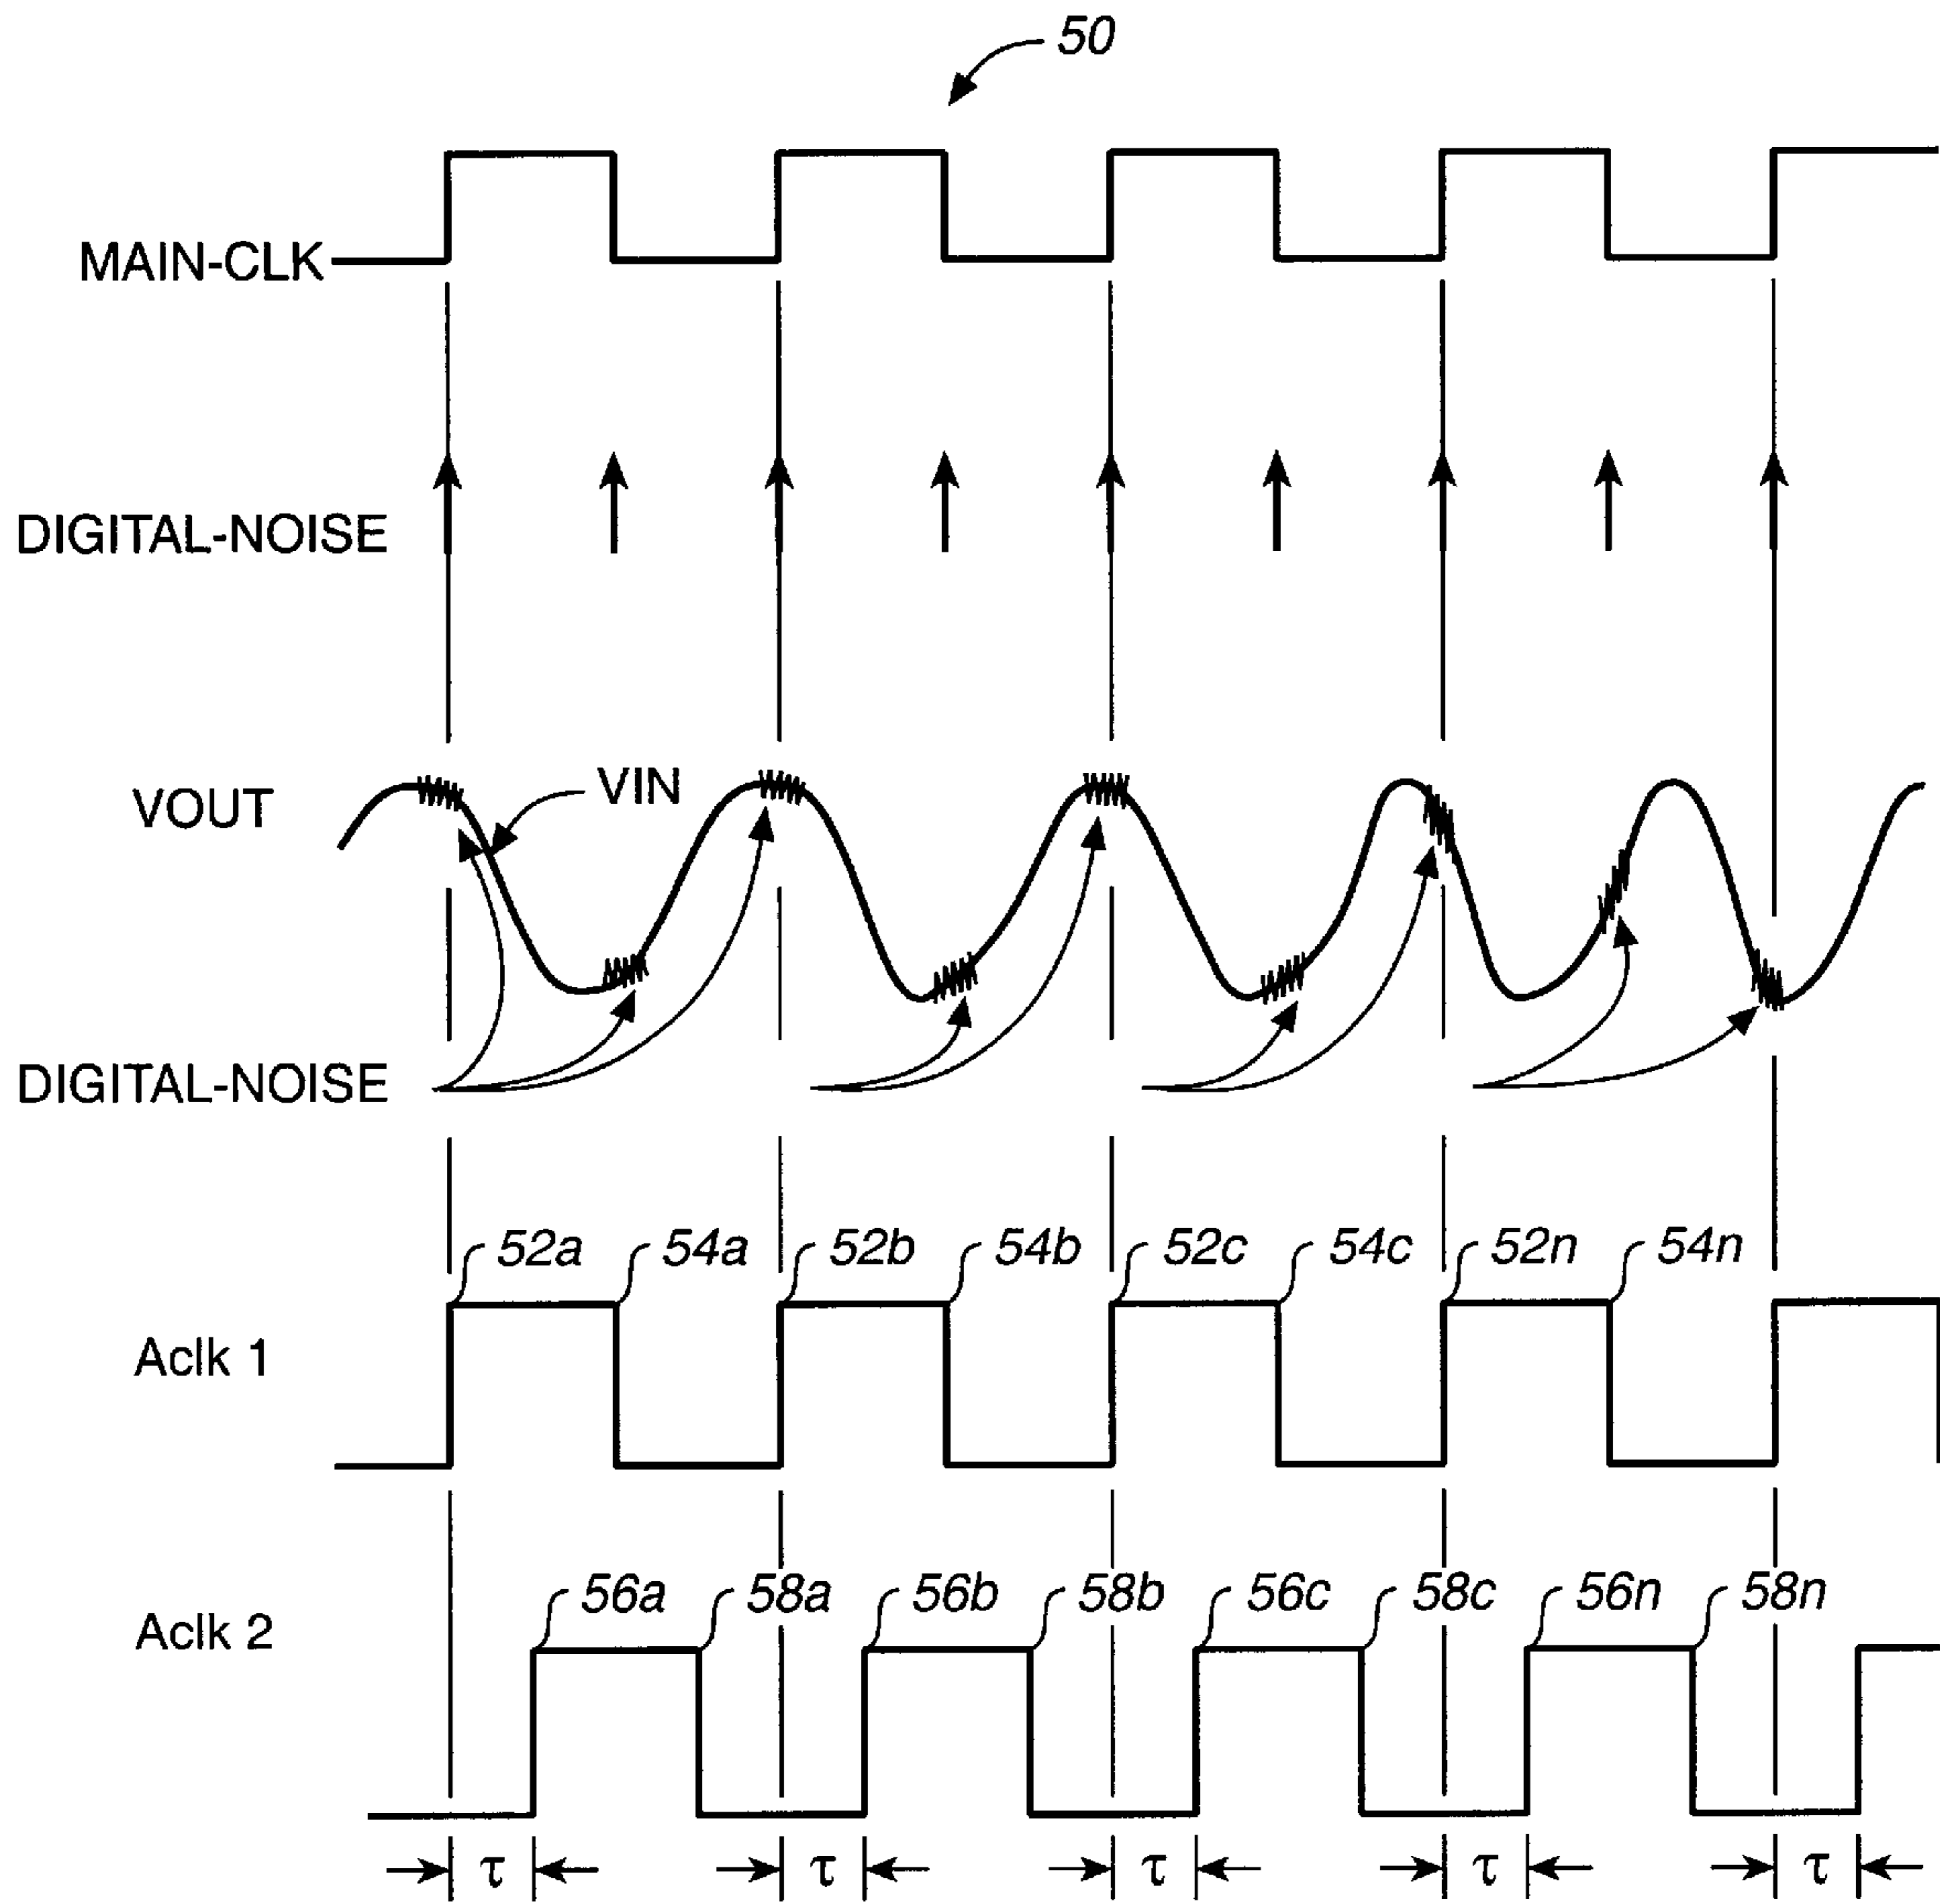 50
MAIN-CLK
DIGITAL-NOISE
VOUT
VIN
DIGITAL-NOISE
52a 54a 52b 54b 52c 54c 52n 54n
Aclk 1
56a 58a 56b 58b 56c 58c 56n 58n
Aclk 2
τ τ τ τ τ